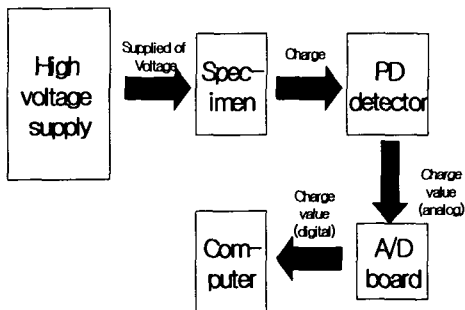 High
voltage
supply
Supplied of
Voltage
Spec-
imen
Charge
PD
detector
Charge
value
(analog)
A/D
board
Charge
value
(digital)
Com-
puter